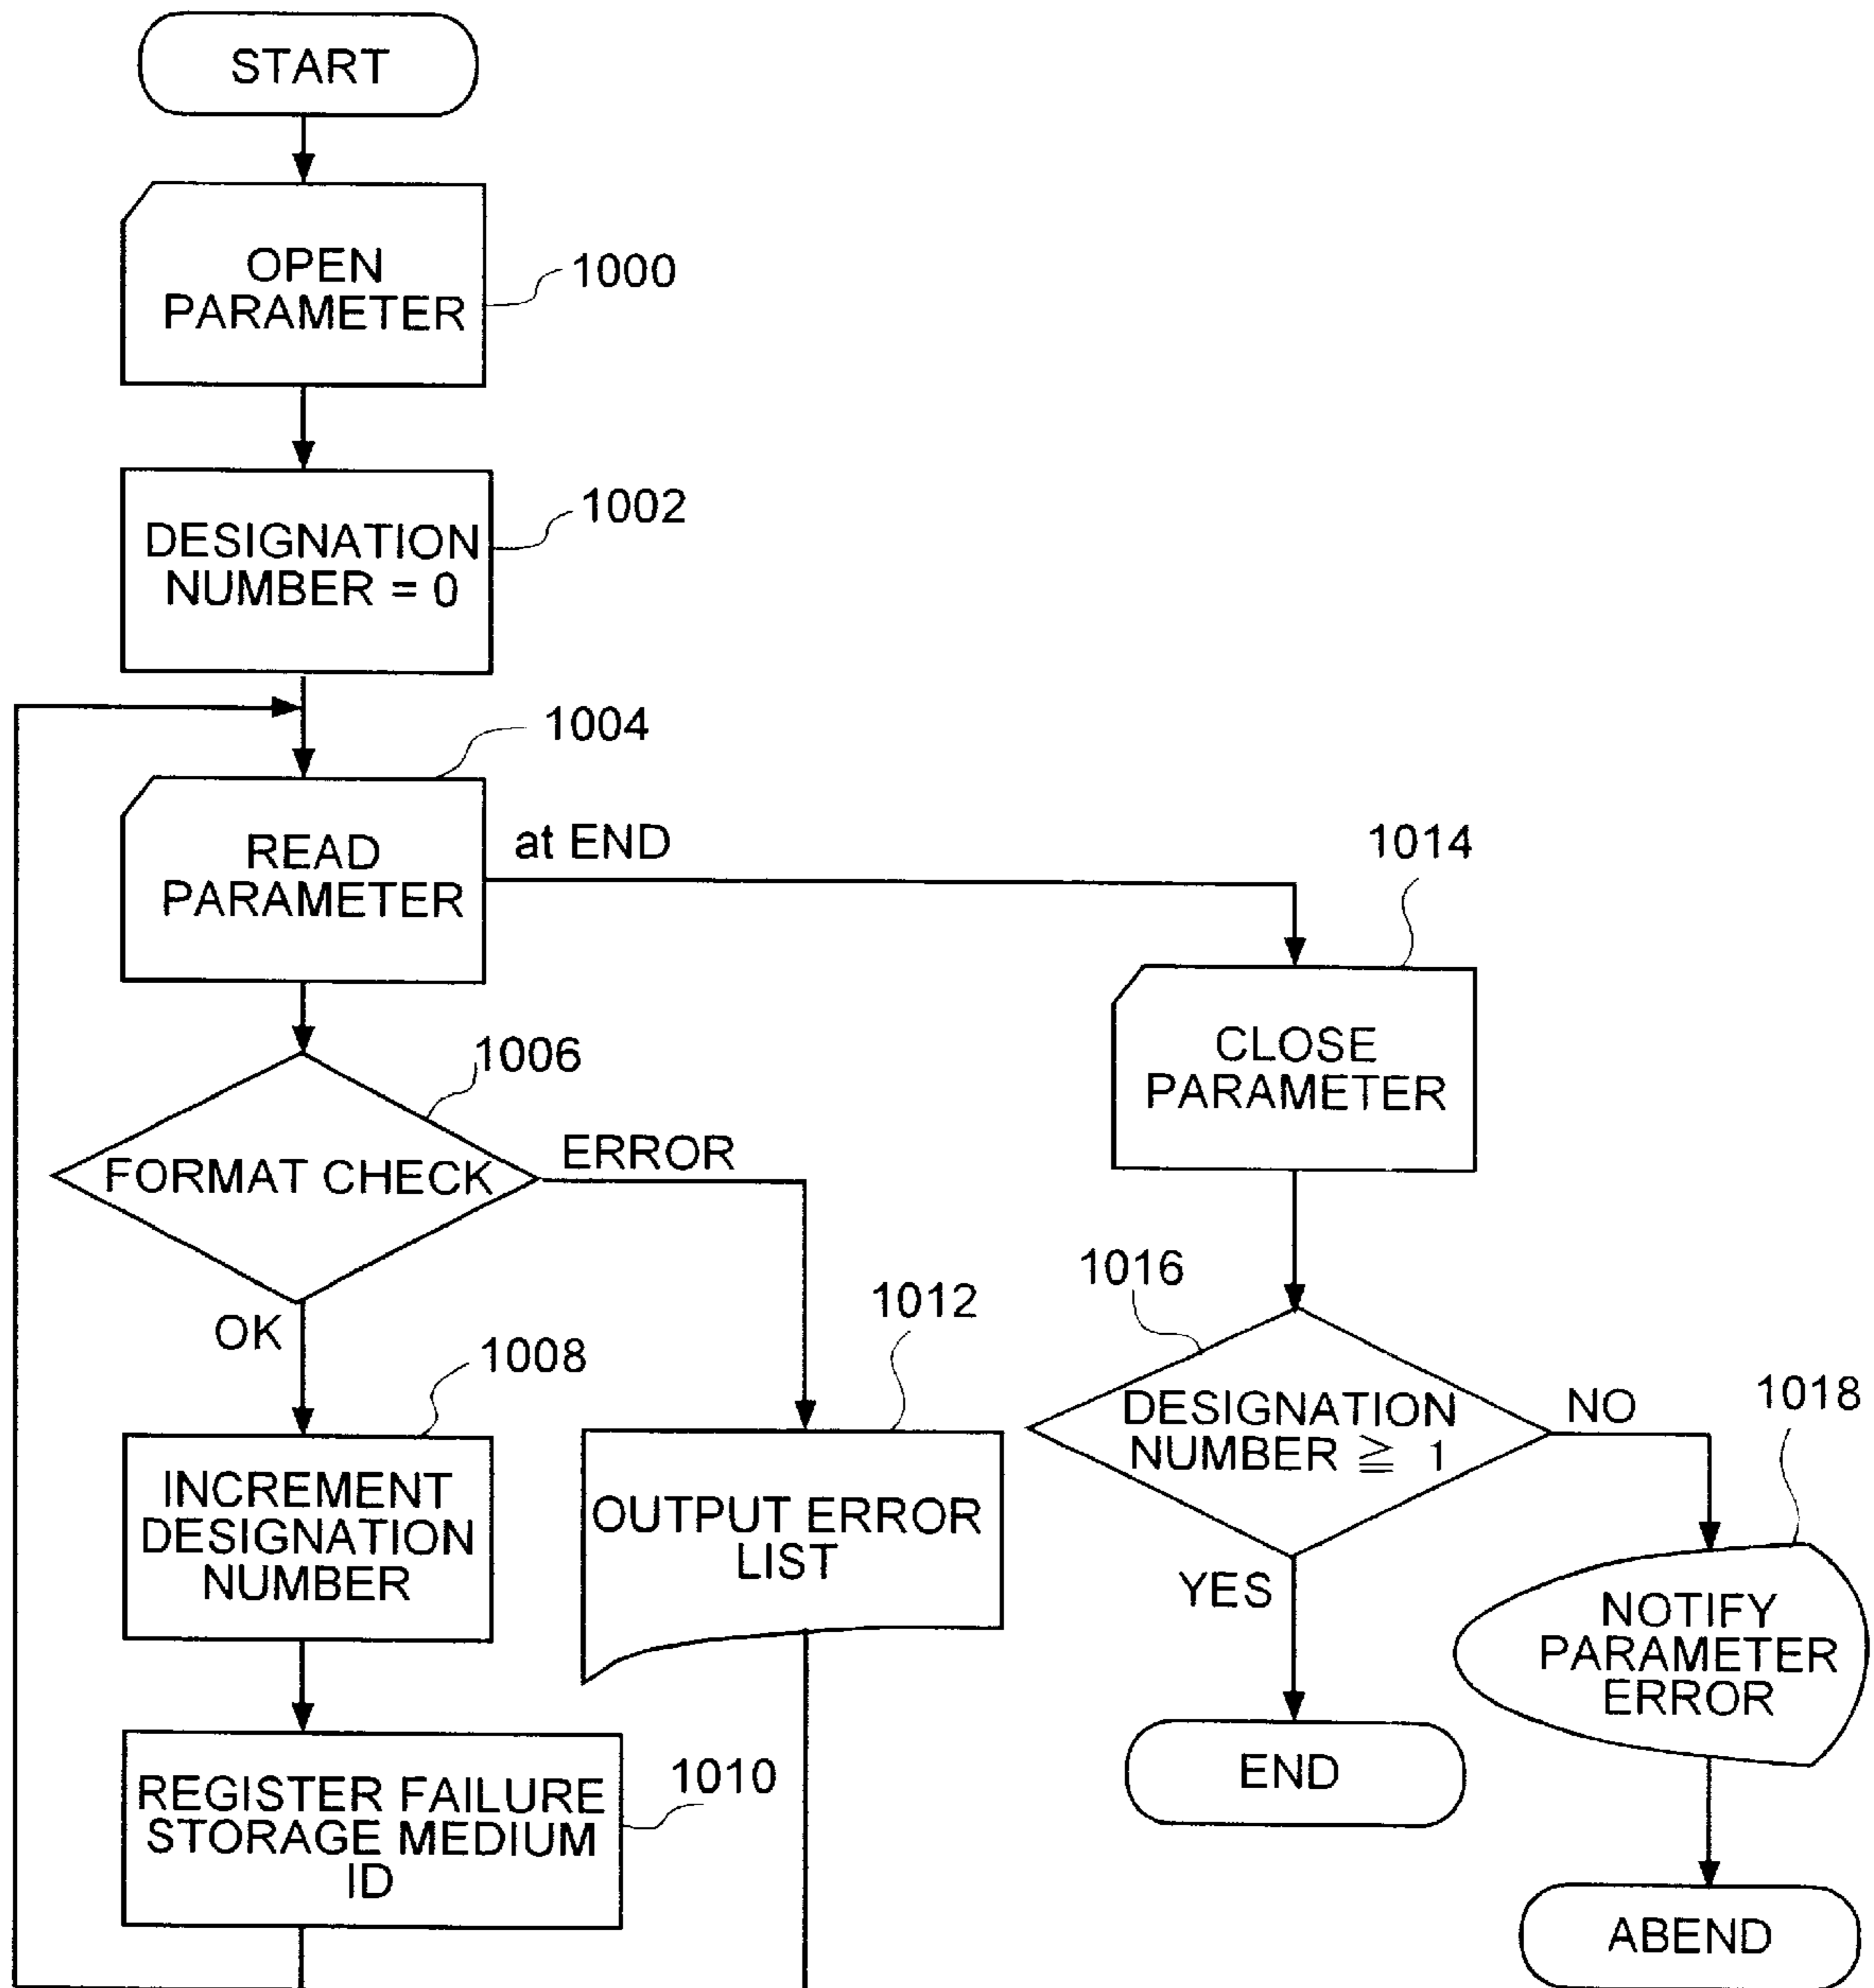 START
OPEN
PARAMETER
1000
DESIGNATION
NUMBER = 0
1002
1004
READ
PARAMETER
at END
1014
CLOSE
PARAMETER
1006
FORMAT CHECK
ERROR
OK
1008
INCREMENT
DESIGNATION
NUMBER
1012
OUTPUT ERROR
LIST
1016
DESIGNATION
NUMBER ≧ 1
NO
YES
1018
NOTIFY
PARAMETER
ERROR
END
REGISTER FAILURE
STORAGE MEDIUM
ID
1010
ABEND